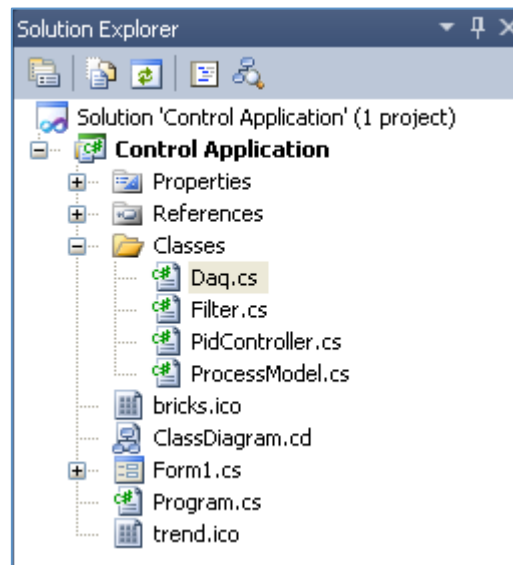 Solution Explorer
Solution 'Control Application' (1 project)
Control Application
Properties
References
Classes
Daq.cs
Filter.cs
PidController.cs
ProcessModel.cs
bricks.ico
ClassDiagram.cd
Form1.cs
Program.cs
trend.ico